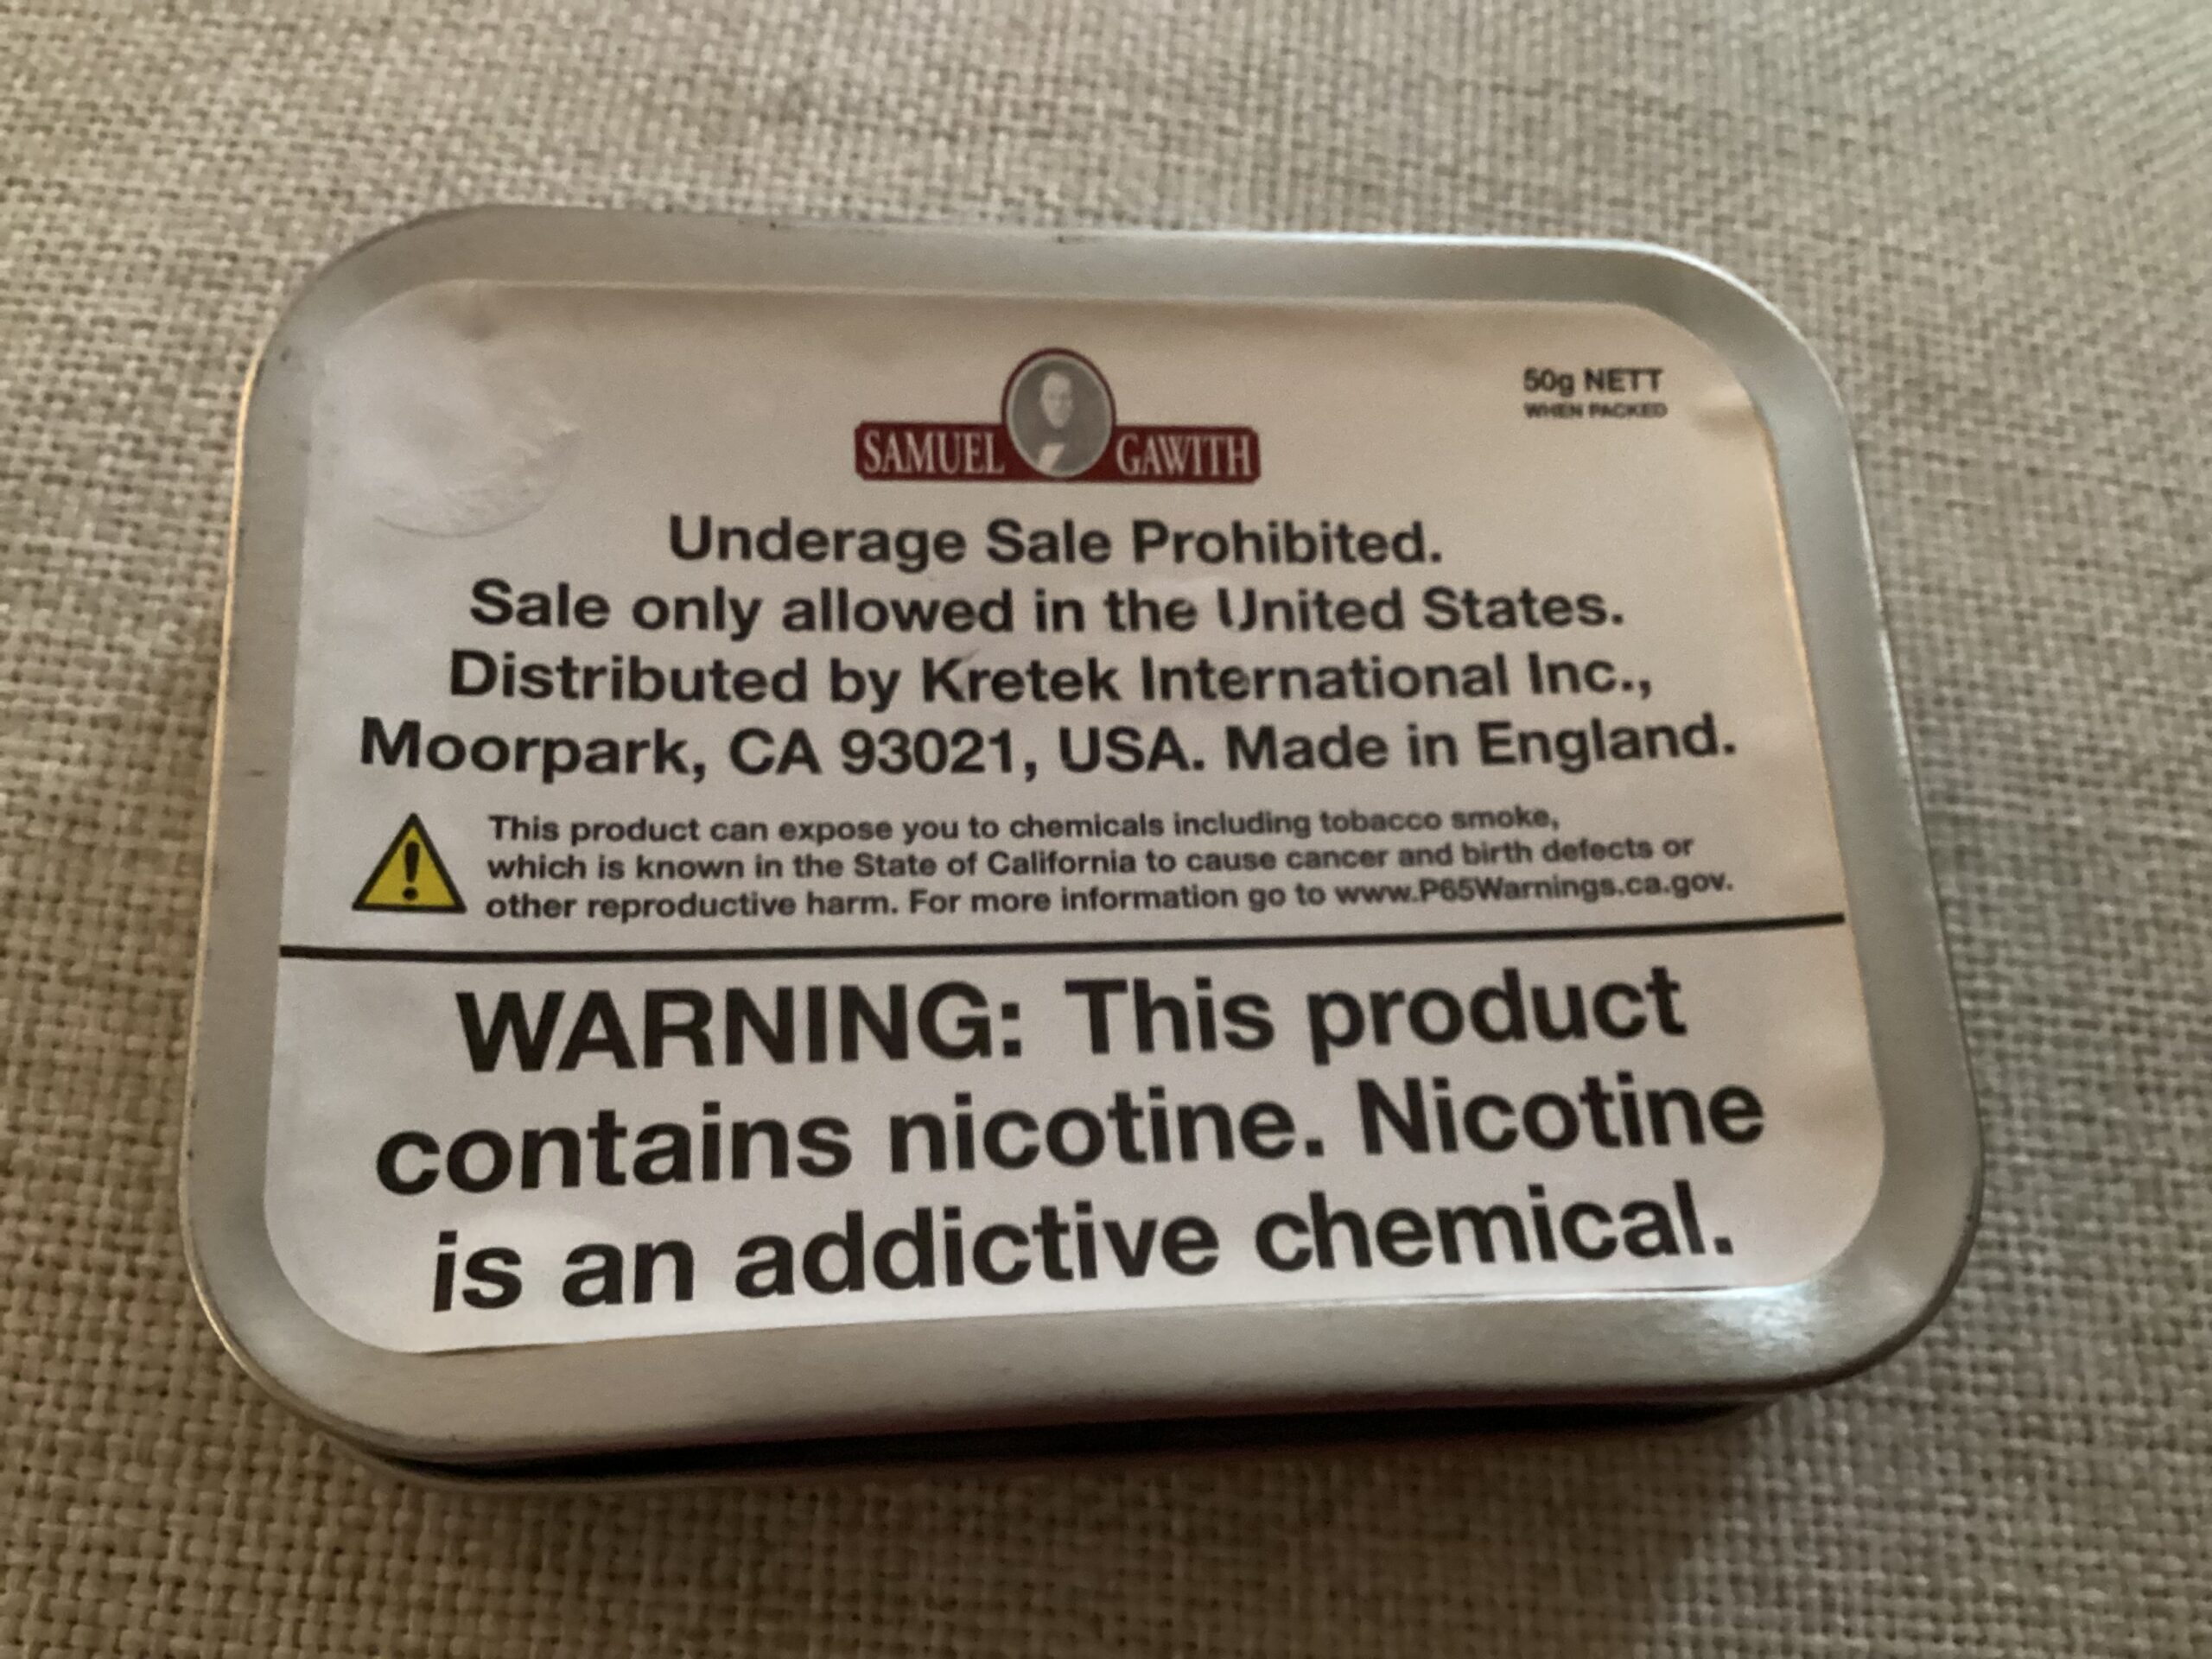 50g NETT
WHEN PACKED
SAMUEL GAWITH
Underage Sale Prohibited.
Sale only allowed in the United States.
Distributed by Kretek International Inc.,
Moorpark, CA 93021, USA. Made in England.
This product can expose you to chemicals including tobacco smoke,
which is known in the State of California to cause cancer and birth defects or
other reproductive harm. For more information go to www.P65Warnings.ca.gov.
WARNING: This product
contains nicotine. Nicotine
is an addictive chemical.